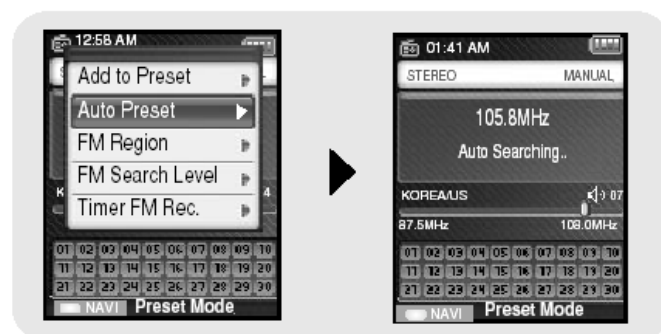 12:58 AM
Add to Preset
Auto Preset
FM Region
FM Search Level
Timer FM Rec.
01 02 03 04 05 06 07 08 09 10
11 12 13 14 15 16 17 18 19 20
21 22 23 24 25 26 27 28 29 30
NAVI Preset Mode
01:41 AM
STEREO MANUAL
105.8MHz
Auto Searching..
KOREA/US 07
87.5MHz 108.0MHz
01 02 03 04 05 06 07 08 09 10
11 12 13 14 15 16 17 18 19 20
21 22 23 24 25 26 27 28 29 30
NAVI Preset Mode